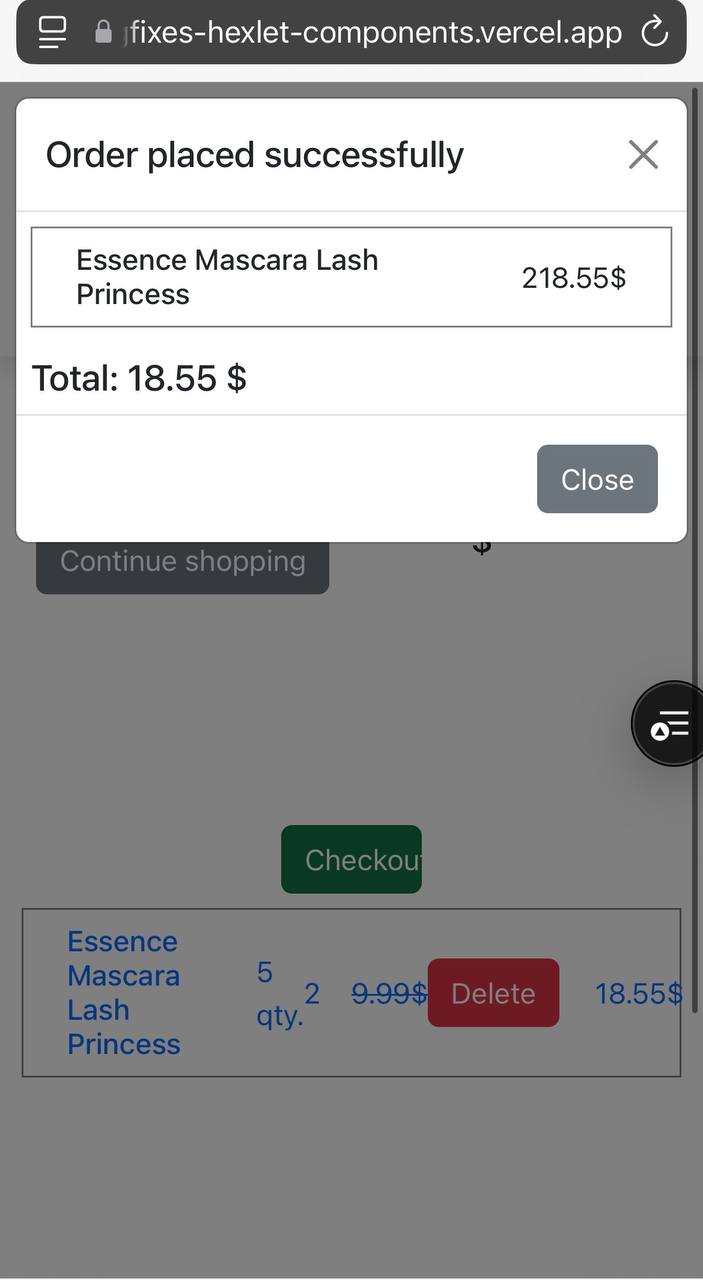 fixes-hexlet-components.vercel.app
Order placed successfully
Essence Mascara Lash
Princess
218.55$
Total: 18.55 $
Close
Continue shopping
$
Checkout
Essence
Mascara
Lash
Princess
5
qty.
2
9.99$
Delete
18.55$